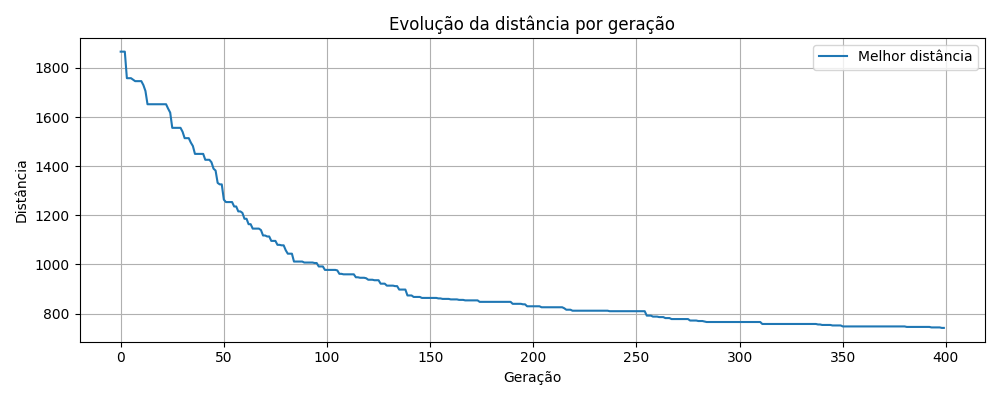 Evolução da distância por geração
Melhor distância
Distância
1800
1600
1400
1200
1000
800
0 50 100 150 200 250 300 350 400
Geração